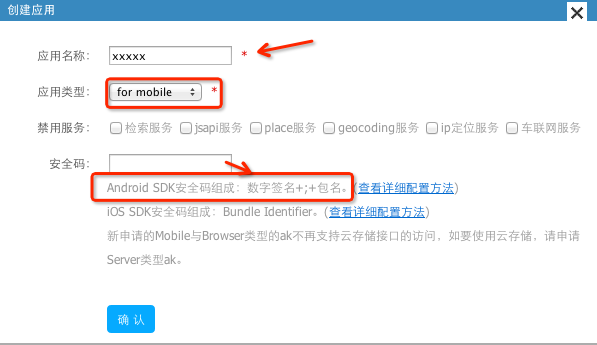 创建应用
应用名称： xxxxx *
应用类型： for mobile *
禁用服务： 检索服务 jsapi服务 place服务 geocoding服务 ip定位服务 车联网服务
安全码：
Android SDK安全码组成：数字签名+;+包名。(查看详细配置方法)
iOS SDK安全码组成：Bundle Identifier。(查看详细配置方法)
新申请的Mobile与Browser类型的ak不再支持云存储接口的访问，如要使用云存储，请申请
Server类型ak。
确 认